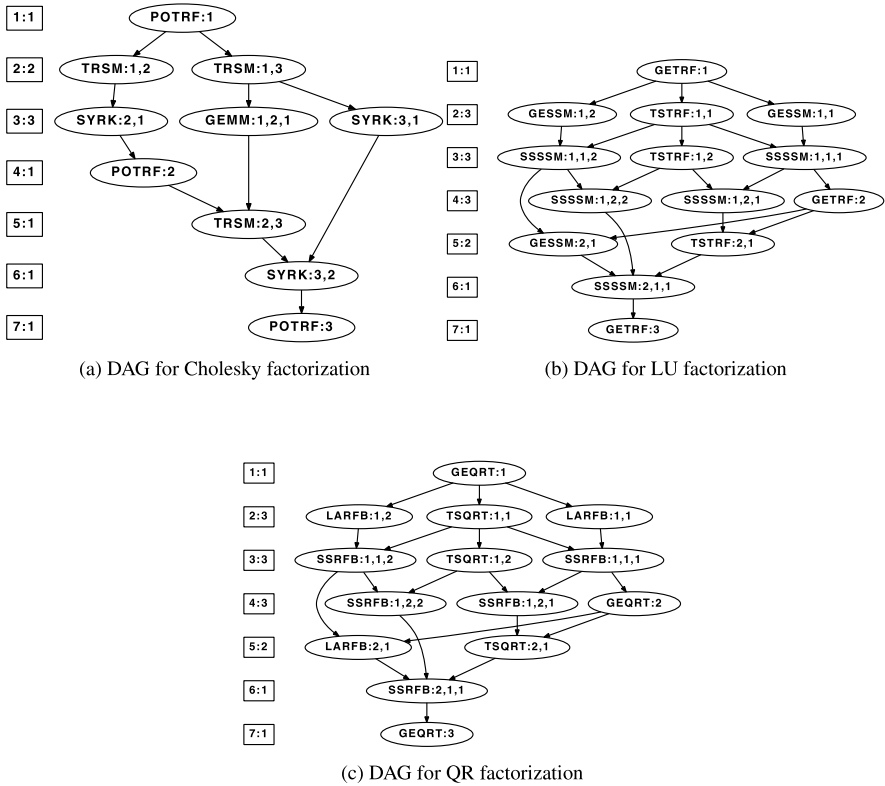 1:1
POTRF:1
2:2
TRSM:1,2
TRSM:1,3
3:3
SYRK:2,1
GEMM:1,2,1
SYRK:3,1
4:1
POTRF:2
5:1
TRSM:2,3
6:1
SYRK:3,2
7:1
POTRF:3
(a) DAG for Cholesky factorization
1:1
GETRF:1
2:3
GESSM:1,2
TSTRF:1,1
GESSM:1,1
3:3
SSSSM:1,1,2
TSTRF:1,2
SSSSM:1,1,1
4:3
SSSSM:1,2,2
SSSSM:1,2,1
GETRF:2
5:2
GESSM:2,1
TSTRF:2,1
6:1
SSSSM:2,1,1
7:1
GETRF:3
(b) DAG for LU factorization
1:1
GEQRT:1
2:3
LARFB:1,2
TSQRT:1,1
LARFB:1,1
3:3
SSRFB:1,1,2
TSQRT:1,2
SSRFB:1,1,1
4:3
SSRFB:1,2,2
SSRFB:1,2,1
GEQRT:2
5:2
LARFB:2,1
TSQRT:2,1
6:1
SSRFB:2,1,1
7:1
GEQRT:3
(c) DAG for QR factorization